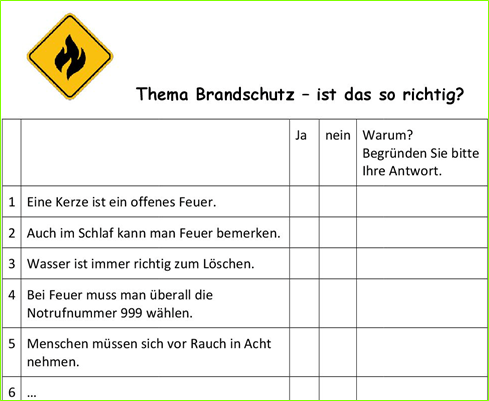 Thema Brandschutz – ist das so richtig?
Ja nein Warum?
Begründen Sie bitte
Ihre Antwort.
1 Eine Kerze ist ein offenes Feuer.
2 Auch im Schlaf kann man Feuer bemerken.
3 Wasser ist immer richtig zum Löschen.
4 Bei Feuer muss man überall die
Notrufnummer 999 wählen.
5 Menschen müssen sich vor Rauch in Acht
nehmen.
6 ...